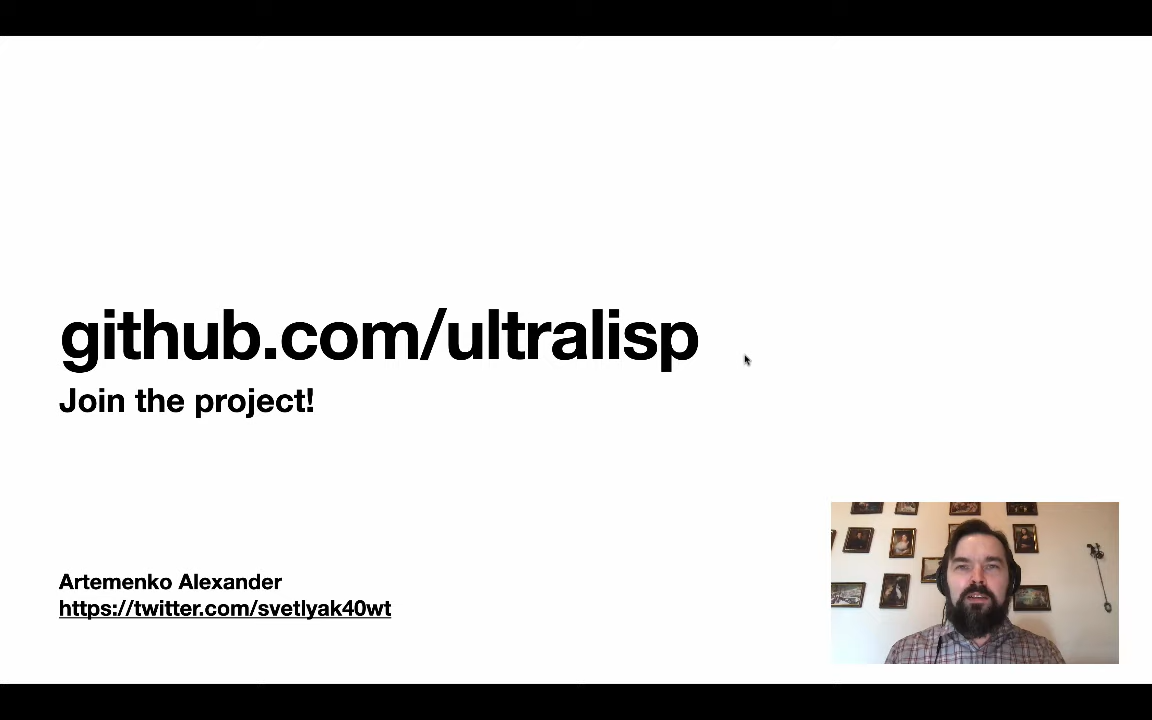 github.com/ultralisp
Join the project!
Artemenko Alexander
https://twitter.com/svetlyak40wt